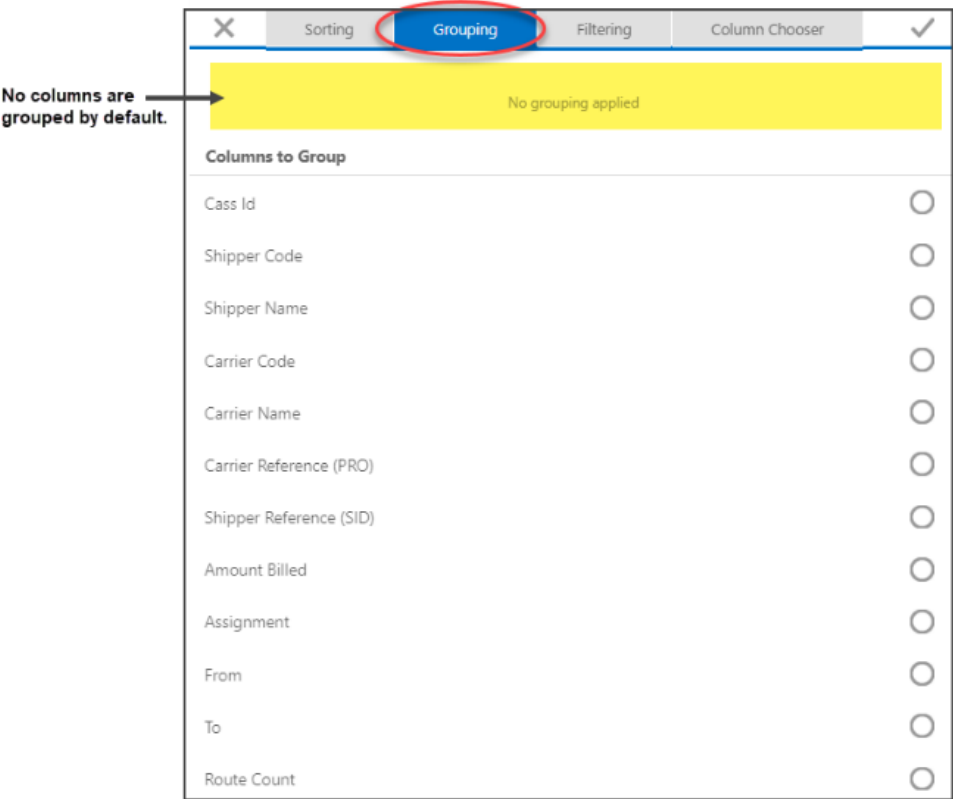 Sorting Grouping Filtering Column Chooser
No columns are
grouped by default.
No grouping applied
Columns to Group
Cass Id
Shipper Code
Shipper Name
Carrier Code
Carrier Name
Carrier Reference (PRO)
Shipper Reference (SID)
Amount Billed
Assignment
From
To
Route Count